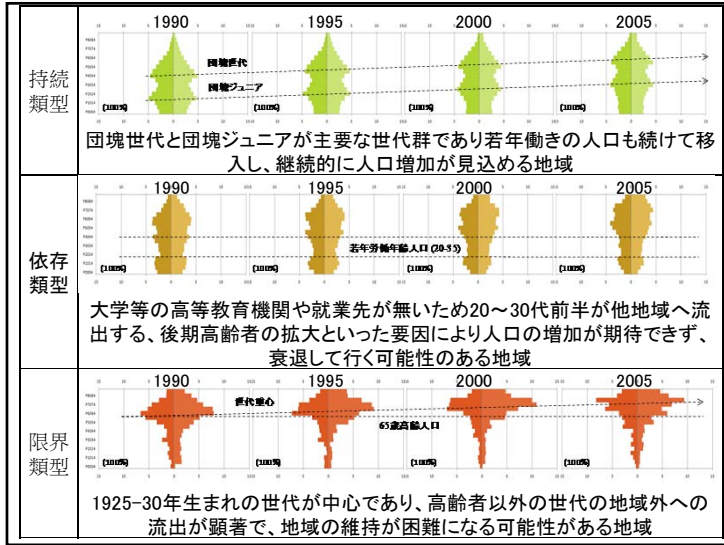 1990 1995 2000 2005
持続
類型
団塊世代
団塊ジュニア
(100%) (100%) (100%) (100%)
団塊世代と団塊ジュニアが主要な世代群であり若年働きの人口も続けて移
入し、継続的に人口増加が見込める地域
1990 1995 2000 2005
依存
類型
若年労働年齢人口 (20-35)
(100%) (100%) (100%) (100%)
大学等の高等教育機関や就業先が無いため20～30代前半が他地域へ流
出する、後期高齢者の拡大といった要因により人口の増加が期待できず、
衰退して行く可能性のある地域
1990 1995 2000 2005
限界
類型
世代重心
65歳高齢人口
(100%) (100%) (100%) (100%)
1925-30年生まれの世代が中心であり、高齢者以外の世代の地域外への
流出が顕著で、地域の維持が困難になる可能性がある地域